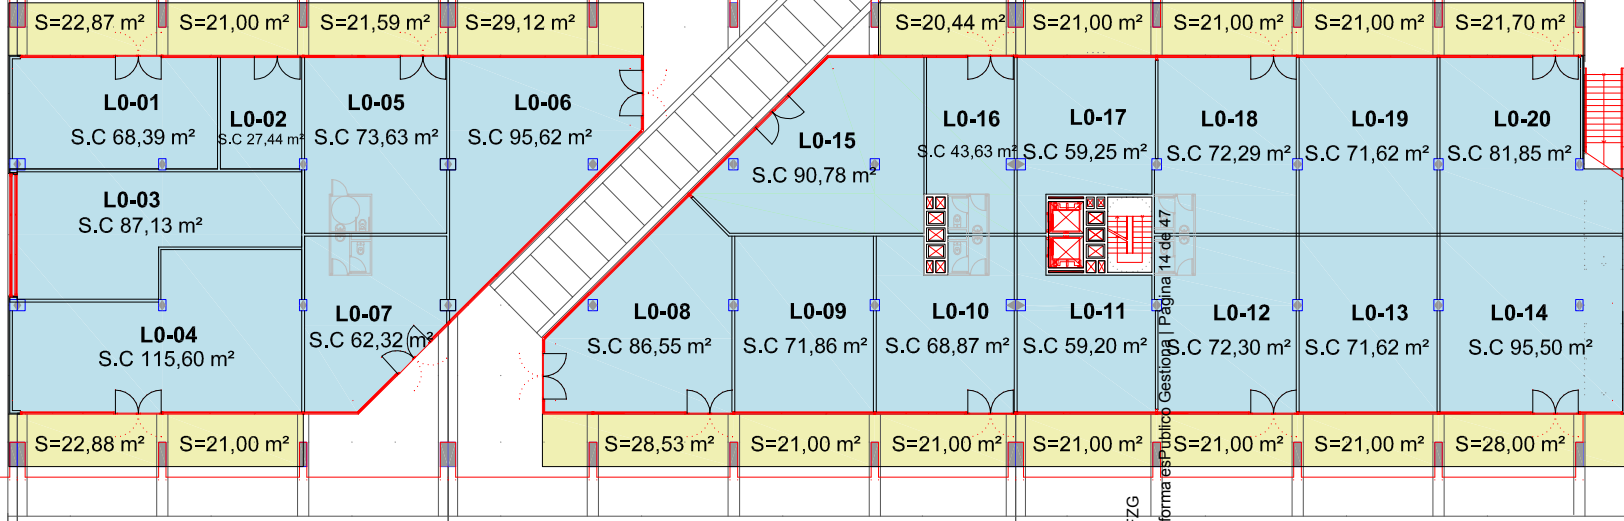 S=22,87 m²
S=21,00 m²
S=21,59 m²
S=29,12 m²
S=20,44 m²
S=21,00 m²
S=21,00 m²
S=21,00 m²
S=21,70 m²
L0-01
S.C 68,39 m²
L0-02
S.C 27,44 m²
L0-05
S.C 73,63 m²
L0-06
S.C 95,62 m²
L0-15
S.C 90,78 m²
L0-16
S.C 43,63 m²
L0-17
S.C 59,25 m²
L0-18
S.C 72,29 m²
L0-19
S.C 71,62 m²
L0-20
S.C 81,85 m²
L0-03
S.C 87,13 m²
L0-04
S.C 115,60 m²
L0-07
S.C 62,32 m²
L0-08
S.C 86,55 m²
L0-09
S.C 71,86 m²
L0-10
S.C 68,87 m²
L0-11
S.C 59,20 m²
L0-12
S.C 72,30 m²
L0-13
S.C 71,62 m²
L0-14
S.C 95,50 m²
S=22,88 m²
S=21,00 m²
S=28,53 m²
S=21,00 m²
S=21,00 m²
S=21,00 m²
S=21,00 m²
S=21,00 m²
S=28,00 m²
forma esPublico Gestiona | Página 14 de 47